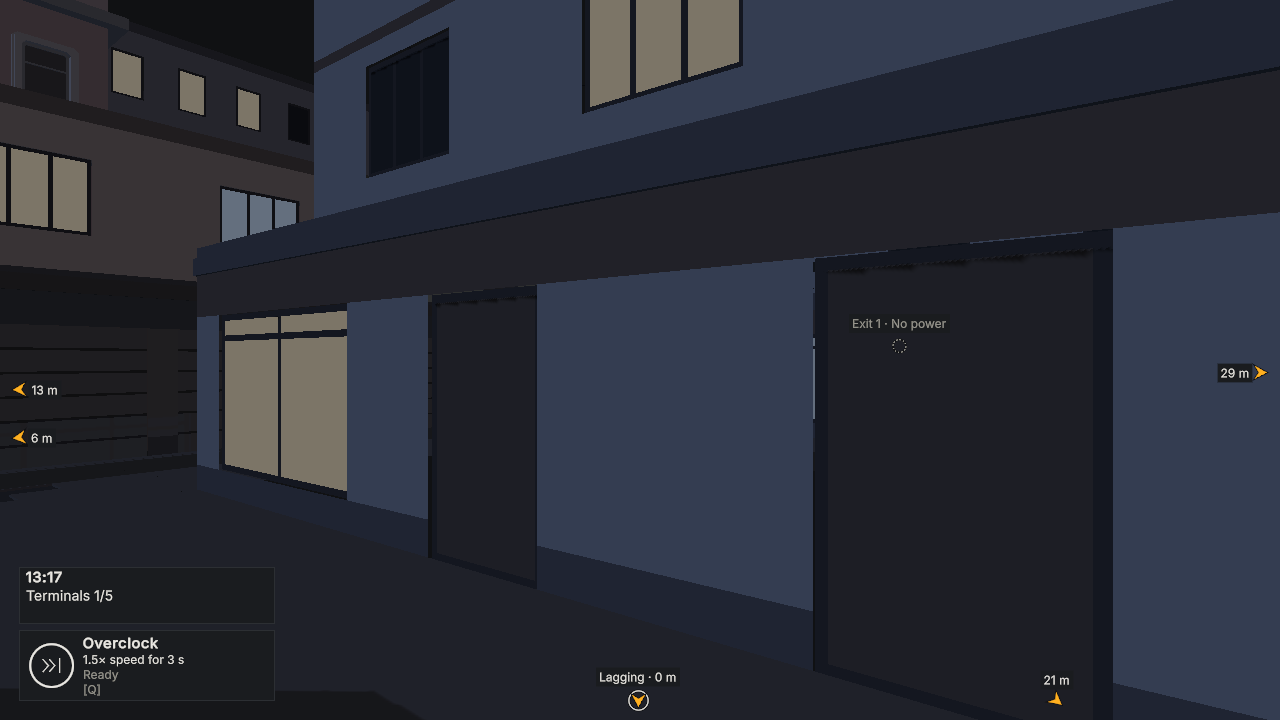 Exit 1 · No power
13 m
29 m
6 m
13:17
Terminals 1/5
Overclock
1.5× speed for 3 s
Ready
[Q]
Lagging · 0 m
21 m